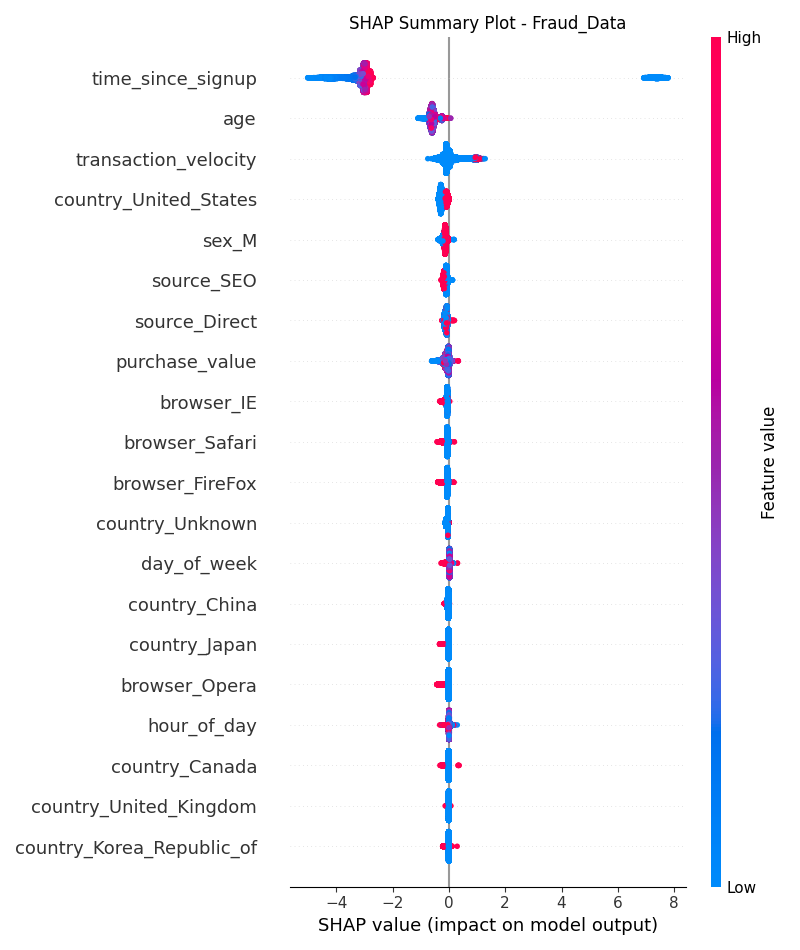 SHAP Summary Plot - Fraud_Data
High
time_since_signup
age
transaction_velocity
country_United_States
sex_M
source_SEO
source_Direct
purchase_value
browser_IE
browser_Safari
browser_FireFox
country_Unknown
day_of_week
country_China
country_Japan
browser_Opera
hour_of_day
country_Canada
country_United_Kingdom
country_Korea_Republic_of
Feature value
Low
−4 −2 0 2 4 6 8
SHAP value (impact on model output)